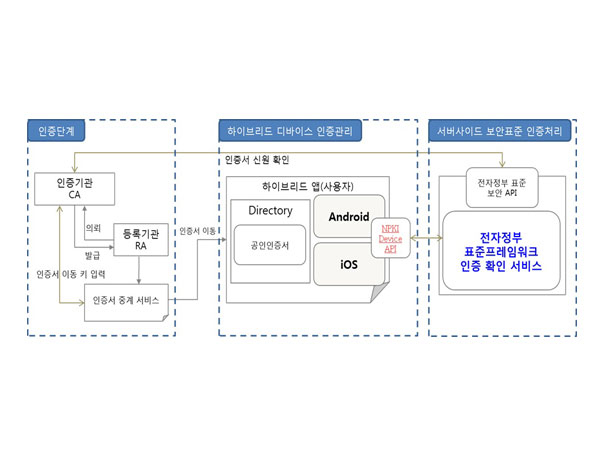 인증단계
하이브리드 디바이스 인증관리
서버사이드 보안표준 인증처리
인증서 신원 확인
인증기관
CA
의뢰
발급
등록기관
RA
인증서 이동 키 입력
인증서 중계 서비스
인증서 이동
하이브리드 앱(사용자)
Directory
공인인증서
Android
iOS
NPKI
Device
API
전자정부 표준
보안 API
전자정부
표준프레임워크
인증 확인 서비스